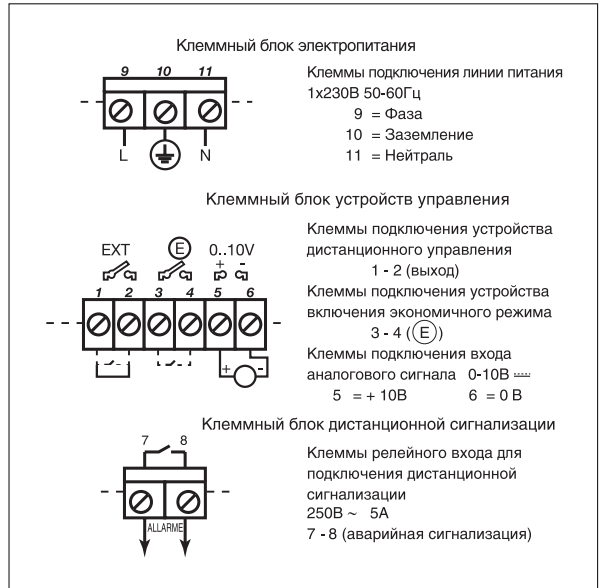 Клеммный блок электропитания
9 10 11
L N
Клеммы подключения линии питания
1x230В 50-60Гц
9 = Фаза
10 = Заземление
11 = Нейтраль
Клеммный блок устройств управления
EXT E 0..10V
+ -
1 2 3 4 5 6
+ -
Клеммы подключения устройства
дистанционного управления
1 - 2 (выход)
Клеммы подключения устройства
включения экономичного режима
3 - 4 (E)
Клеммы подключения входа
аналогового сигнала 0-10В
5 = + 10В 6 = 0 В
Клеммный блок дистанционной сигнализации
7 8
ALLARME
Клеммы релейного входа для
подключения дистанционной
сигнализации
250В ~ 5А
7 - 8 (аварийная сигнализация)